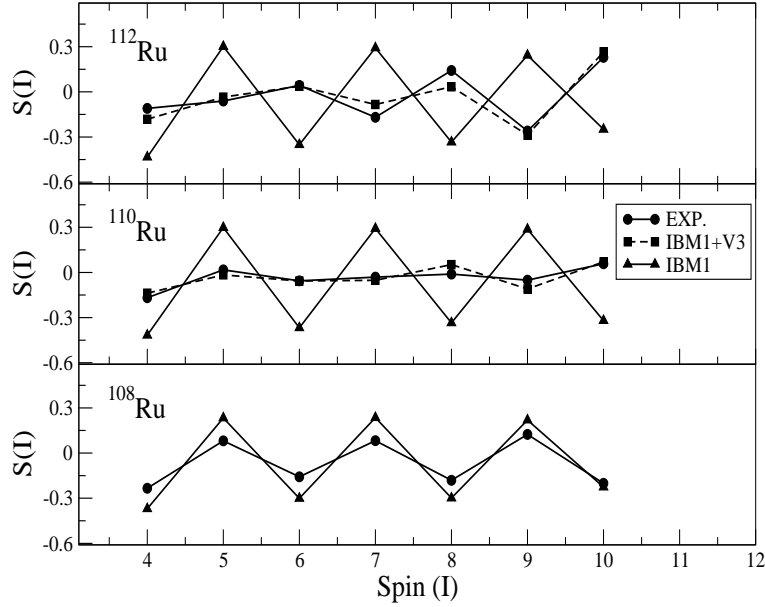 112Ru
S(I)
0.3
0
-0.3
-0.6
110Ru
S(I)
0.3
0
-0.3
-0.6
EXP.
IBM1+V3
IBM1
108Ru
S(I)
0.3
0
-0.3
-0.6
4 5 6 7 8 9 10 11 12
Spin (I)